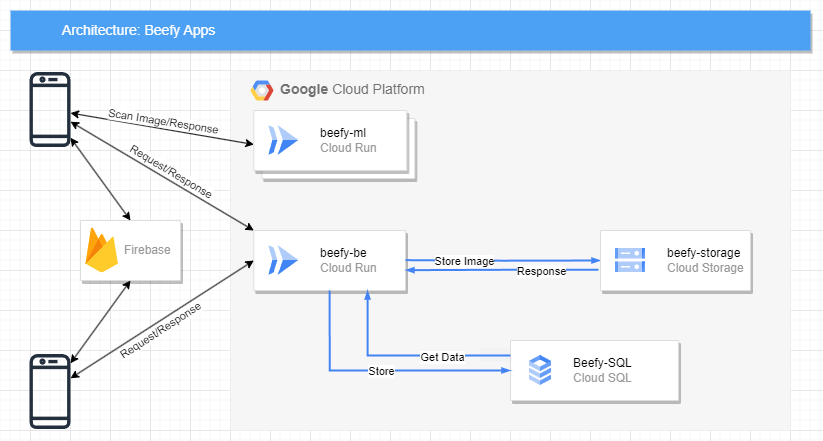 Architecture: Beefy Apps
Google Cloud Platform
Scan Image/Response
beefy-ml
Cloud Run
Request/Response
Firebase
beefy-be
Cloud Run
Store Image
Response
beefy-storage
Cloud Storage
Request/Response
Get Data
Store
Beefy-SQL
Cloud SQL